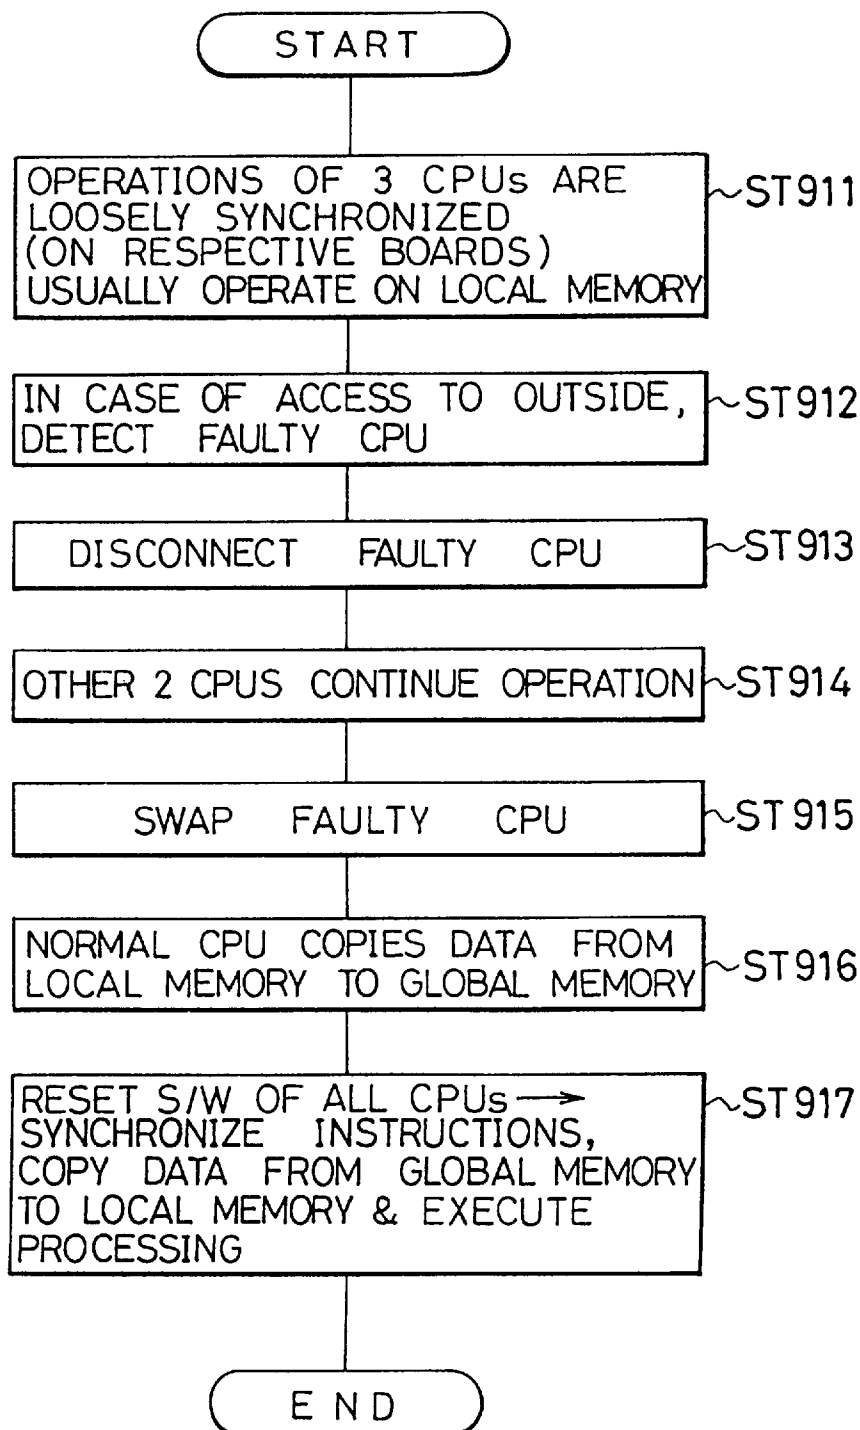 START
OPERATIONS OF 3 CPUs ARE
LOOSELY SYNCHRONIZED
(ON RESPECTIVE BOARDS)
USUALLY OPERATE ON LOCAL MEMORY
ST911
IN CASE OF ACCESS TO OUTSIDE,
DETECT FAULTY CPU
ST912
DISCONNECT FAULTY CPU
ST913
OTHER 2 CPUS CONTINUE OPERATION
ST914
SWAP FAULTY CPU
ST915
NORMAL CPU COPIES DATA FROM
LOCAL MEMORY TO GLOBAL MEMORY
ST916
RESET S/W OF ALL CPUs →
SYNCHRONIZE INSTRUCTIONS,
COPY DATA FROM GLOBAL MEMORY
TO LOCAL MEMORY & EXECUTE
PROCESSING
ST917
END